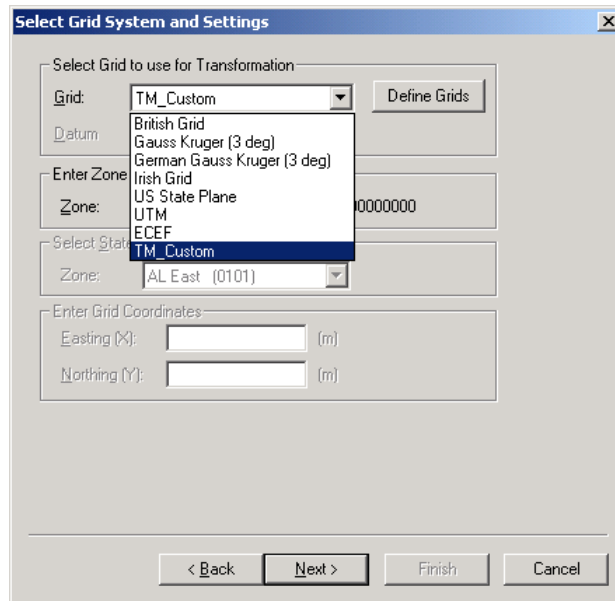 Select Grid System and Settings
Select Grid to use for Transformation
Grid: TM_Custom Define Grids
Datum
British Grid
Gauss Kruger (3 deg)
German Gauss Kruger (3 deg)
Irish Grid
US State Plane
UTM
ECEF
TM_Custom
Enter Zone
Zone: 00000000
Select State
Zone: AL East (0101)
Enter Grid Coordinates
Easting (X): (m)
Northing (Y): (m)
< Back Next > Finish Cancel